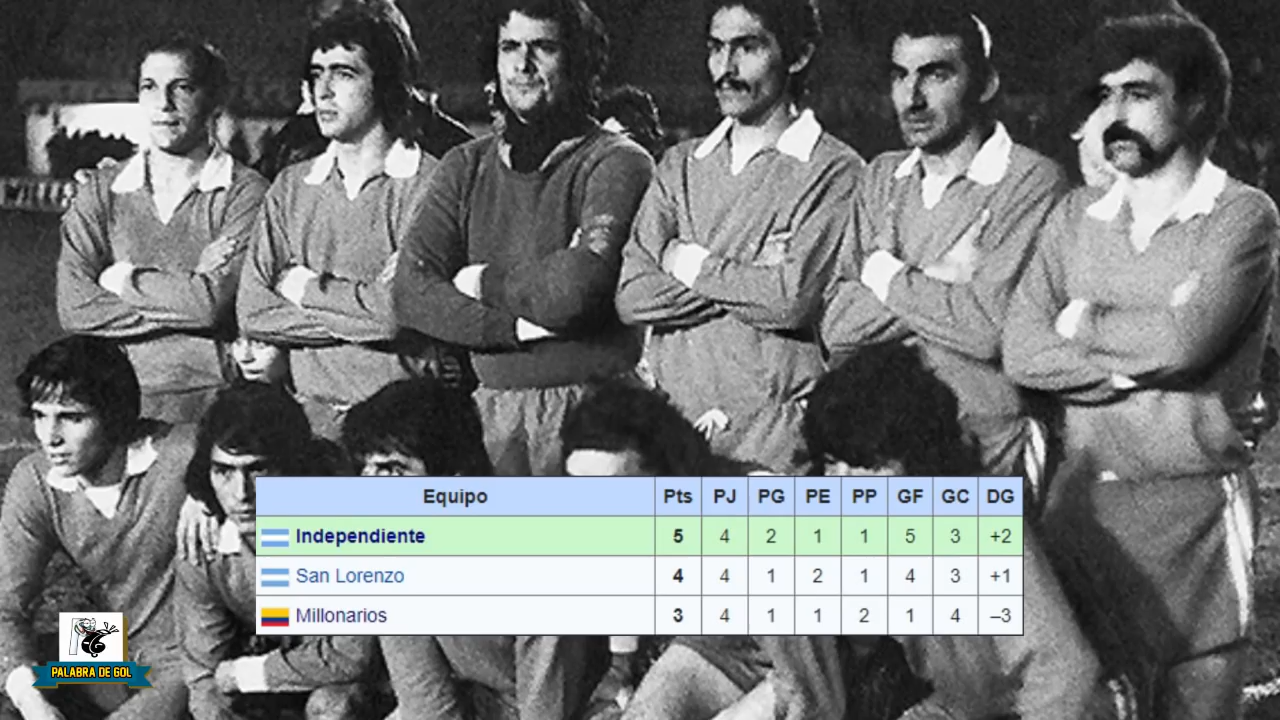 Equipo Pts PJ PG PE PP GF GC DG
Independiente 5 4 2 1 1 5 3 +2
San Lorenzo 4 4 1 2 1 4 3 +1
Millonarios 3 4 1 1 2 1 4 –3
PALABRA DE GOL